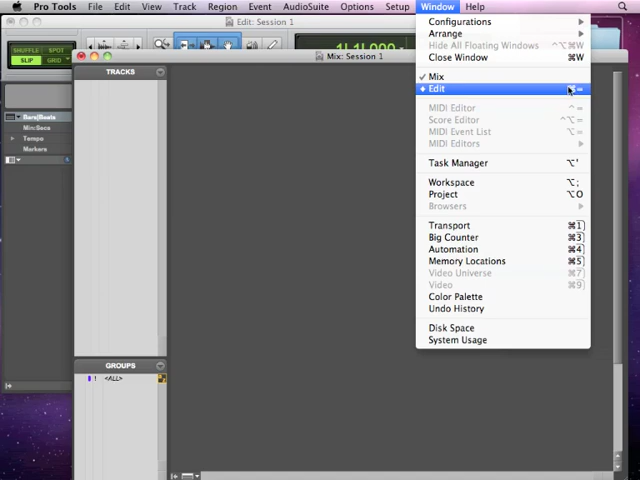 Pro Tools File Edit View Track Region Event AudioSuite Options Setup Window Help
Edit: Session 1
SHUFFLE SPOT
SLIP GRID
Mix: Session 1
TRACKS
Bars|Beats
Min:Secs
Tempo
Markers
GROUPS
! <ALL>
Configurations
Arrange
Hide All Floating Windows ⌃⌥⌘W
Close Window ⌘W
✓ Mix
Edit
MIDI Editor ⌃=
Score Editor ⌃⌥=
MIDI Event List ⌥=
MIDI Editors
Task Manager ⌥'
Workspace ⌥;
Project ⌥O
Browsers
Transport ⌘1
Big Counter ⌘3
Automation ⌘4
Memory Locations ⌘5
Video Universe ⌘7
Video ⌘9
Color Palette
Undo History
Disk Space
System Usage